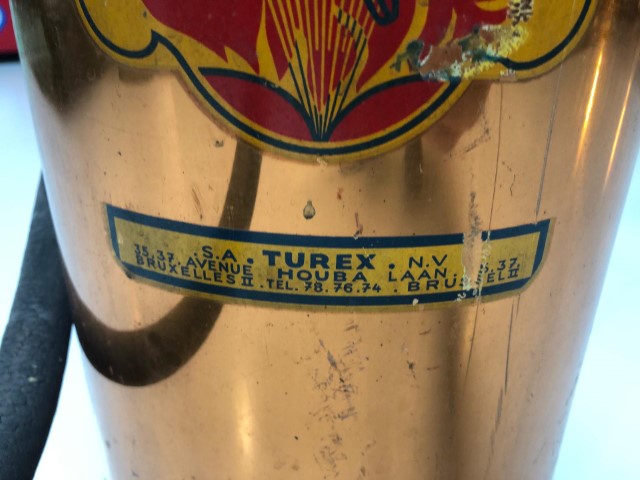 S.A. TUREX. N.V.
35.37. AVENUE HOUBA LAAN. 35.37
BRUXELLES II .TEL.78.76.74. BRUSSEL II